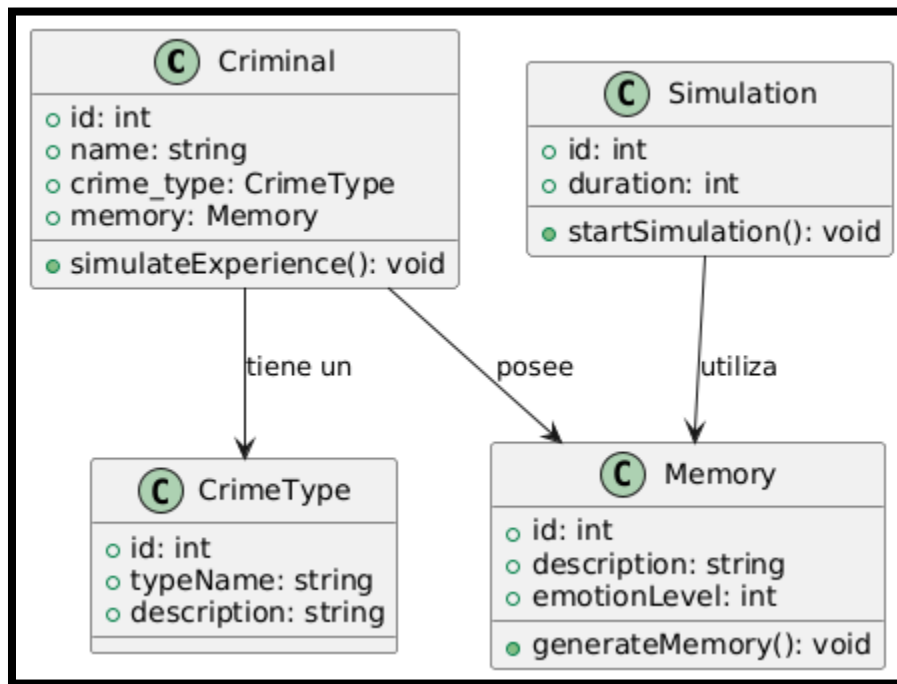 C Criminal
id: int
name: string
crime_type: CrimeType
memory: Memory
simulateExperience(): void
C Simulation
id: int
duration: int
startSimulation(): void
tiene un
posee
utiliza
C CrimeType
id: int
typeName: string
description: string
C Memory
id: int
description: string
emotionLevel: int
generateMemory(): void